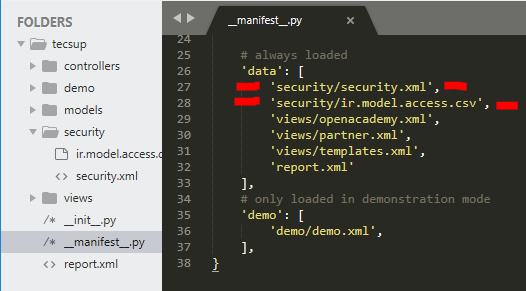 FOLDERS
tecsup
controllers
demo
models
security
ir.model.access.c
security.xml
views
__init__.py
/* __manifest__.py
report.xml
__manifest__.py ×
24
25 # always loaded
26 'data': [
27 'security/security.xml',
28 'security/ir.model.access.csv',
29 'views/openacademy.xml',
30 'views/partner.xml',
31 'views/templates.xml',
32 'report.xml'
33 ],
34 # only loaded in demonstration mode
35 'demo': [
36 'demo/demo.xml',
37 ],
38 }